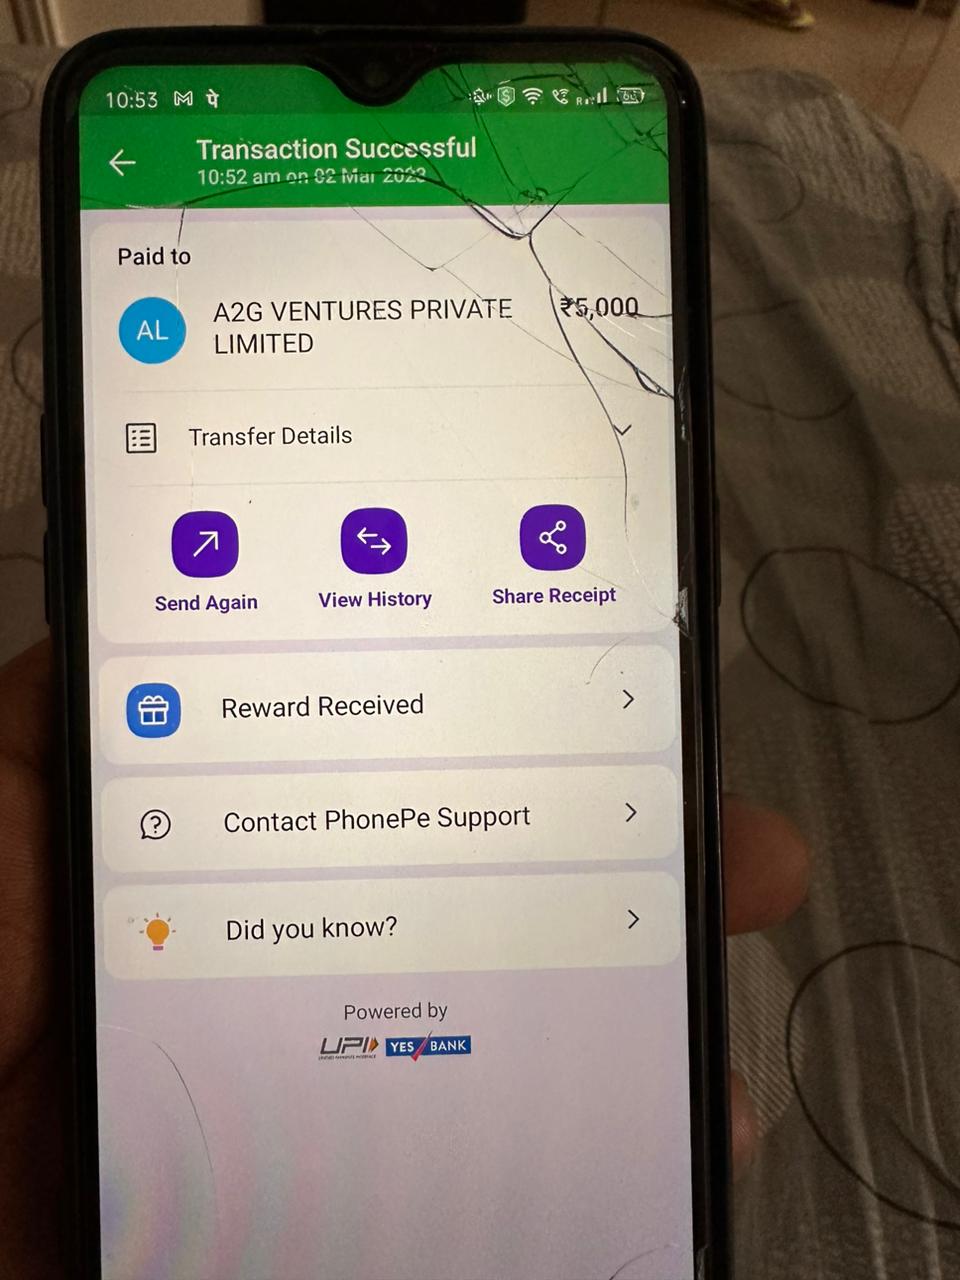 10:53 पे
Transaction Successful
10:52 am on 02 Mar 2023
Paid to
AL
A2G VENTURES PRIVATE
LIMITED
₹5,000
Transfer Details
Send Again
View History
Share Receipt
Reward Received
Contact PhonePe Support
Did you know?
Powered by
UPI YES BANK